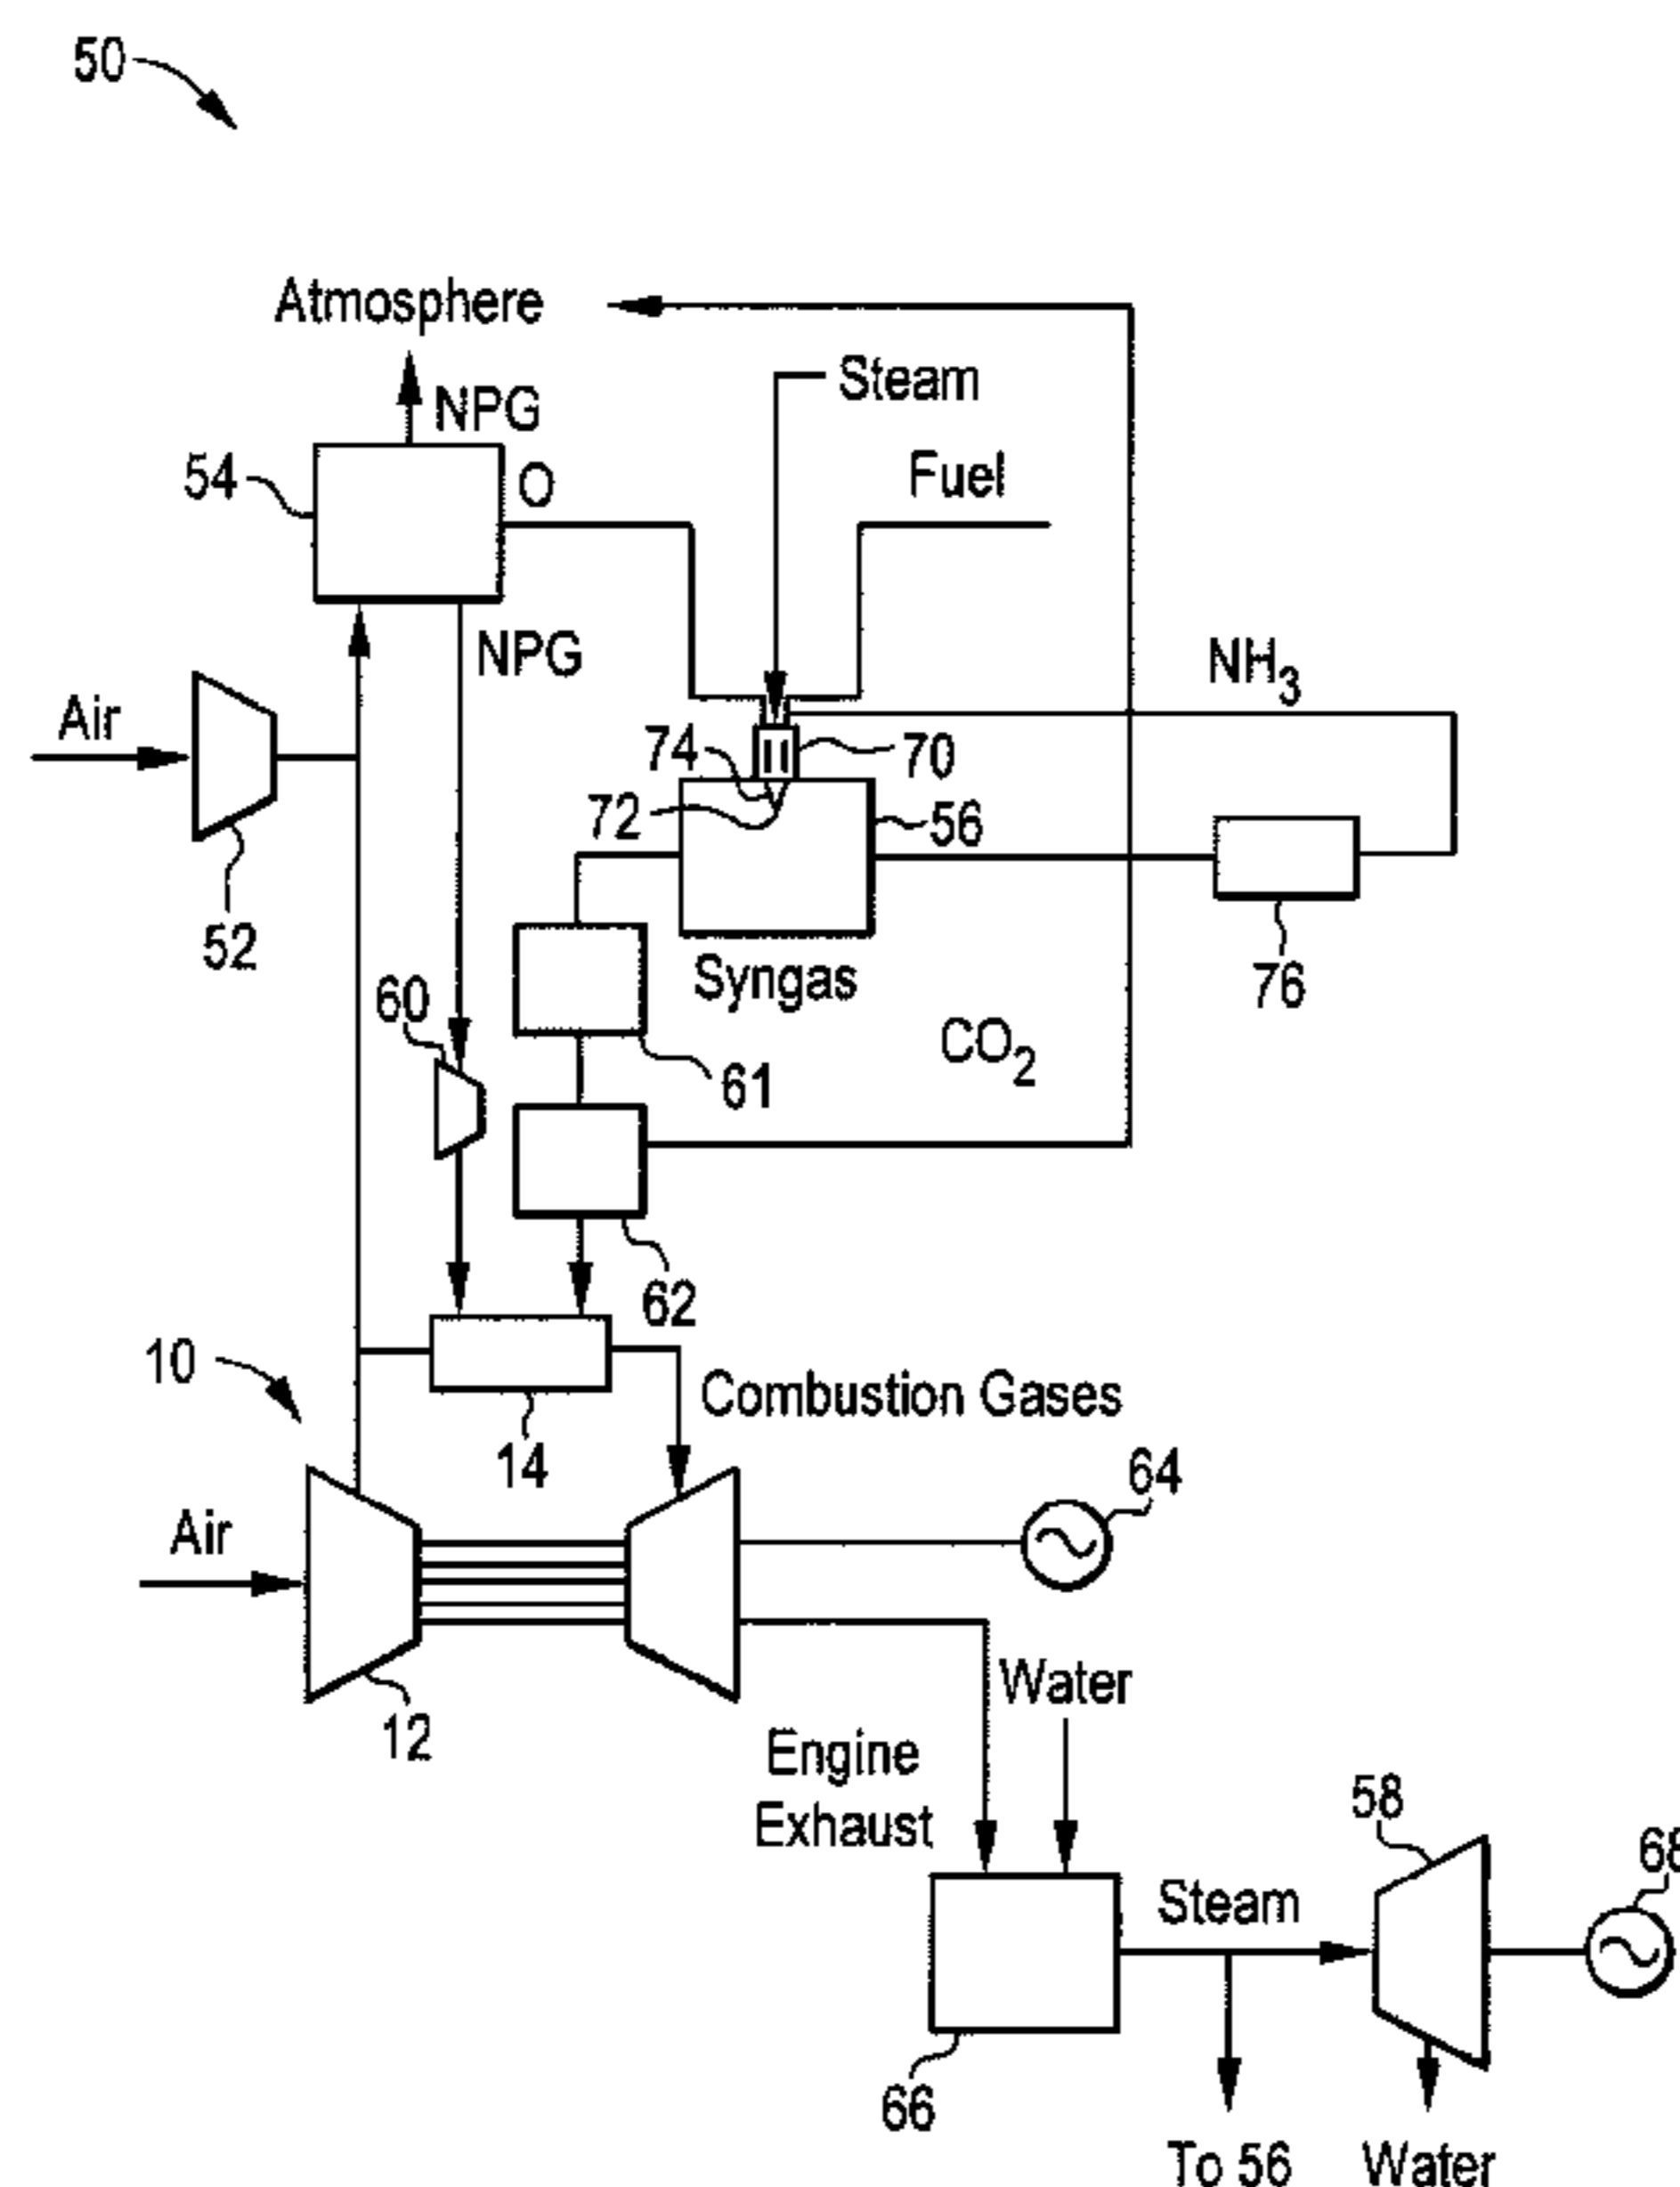 50
Atmosphere
Steam
NPG
Fuel
54
O
NPG
NH3
Air
74
70
72
56
52
76
60
Syngas
CO2
61
62
10
Combustion Gases
14
64
Air
Water
12
Engine
Exhaust
58
68
Steam
66
To 56
Water